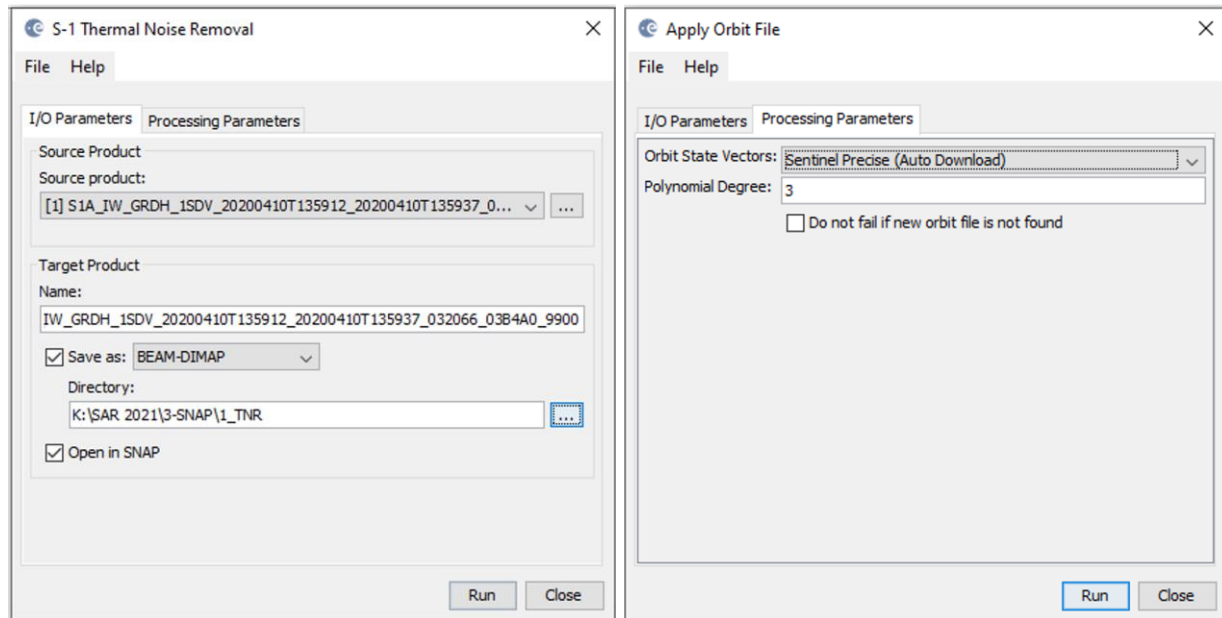 S-1 Thermal Noise Removal
File Help
I/O Parameters Processing Parameters
Source Product
Source product:
[1] S1A_IW_GRDH_1SDV_20200410T135912_20200410T135937_0... ...
Target Product
Name:
IW_GRDH_1SDV_20200410T135912_20200410T135937_032066_03B4A0_9900
Save as: BEAM-DIMAP
Directory:
K:\SAR 2021\3-SNAP\1_TNR ...
Open in SNAP
Run Close
Apply Orbit File
File Help
I/O Parameters Processing Parameters
Orbit State Vectors: Sentinel Precise (Auto Download)
Polynomial Degree: 3
Do not fail if new orbit file is not found
Run Close